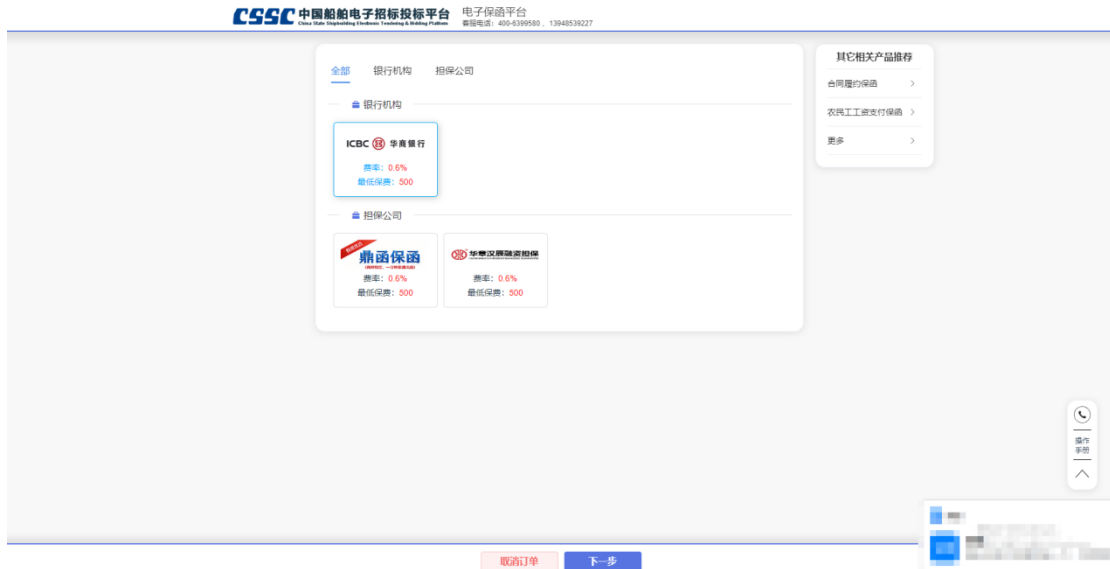 CSSC 中国船舶电子招标投标平台 电子保函平台
China State Shipbuilding Electronic Tendering & Bidding Platform 客服电话：400-6399580，13948539227
全部 银行机构 担保公司
银行机构
ICBC 华商银行
费率：0.6%
最低保费：500
担保公司
鼎函保函
费率：0.6%
最低保费：500
华章汉辰融资担保
费率：0.6%
最低保费：500
其它相关产品推荐
合同履约保函
农民工工资支付保函
更多
操作
手册
取消订单 下一步